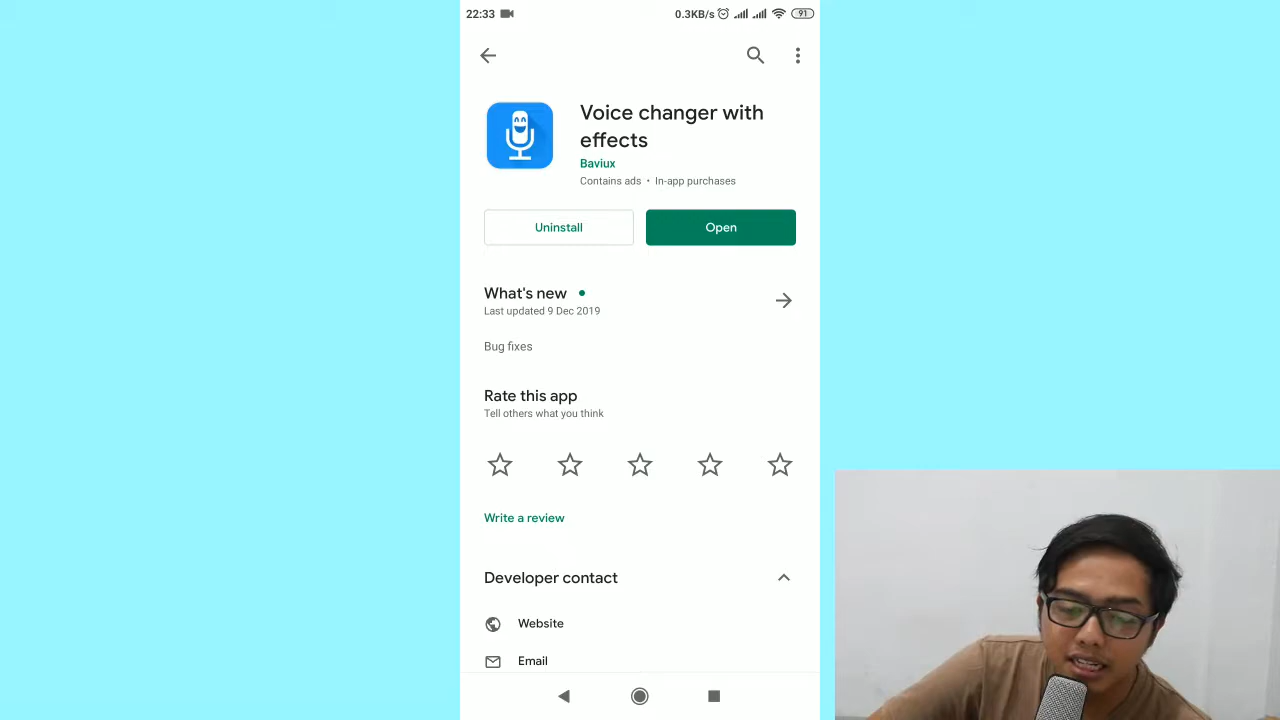 22:33
0.3KB/s
91
Voice changer with
effects
Baviux
Contains ads • In-app purchases
Uninstall
Open
What's new
Last updated 9 Dec 2019
Bug fixes
Rate this app
Tell others what you think
Write a review
Developer contact
Website
Email